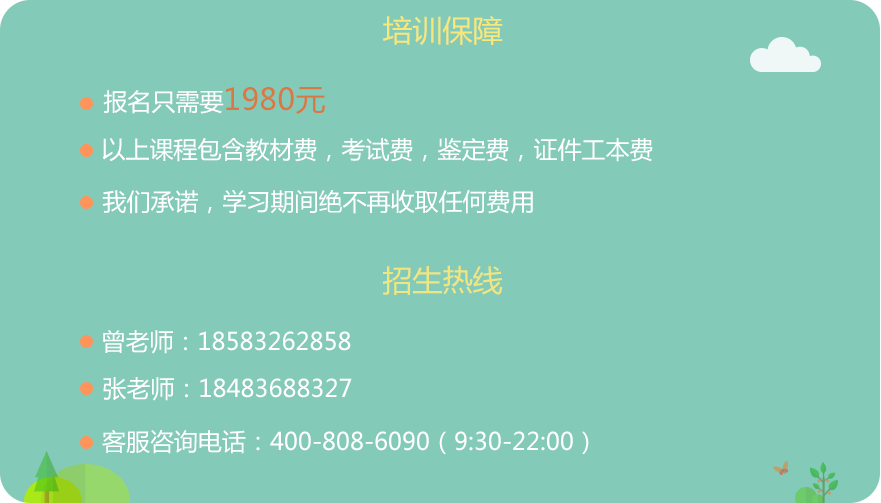 培训保障
报名只需要1980元
以上课程包含教材费，考试费，鉴定费，证件工本费
我们承诺，学习期间绝不再收取任何费用
招生热线
曾老师：18583262858
张老师：18483688327
客服咨询电话：400-808-6090（9:30-22:00）